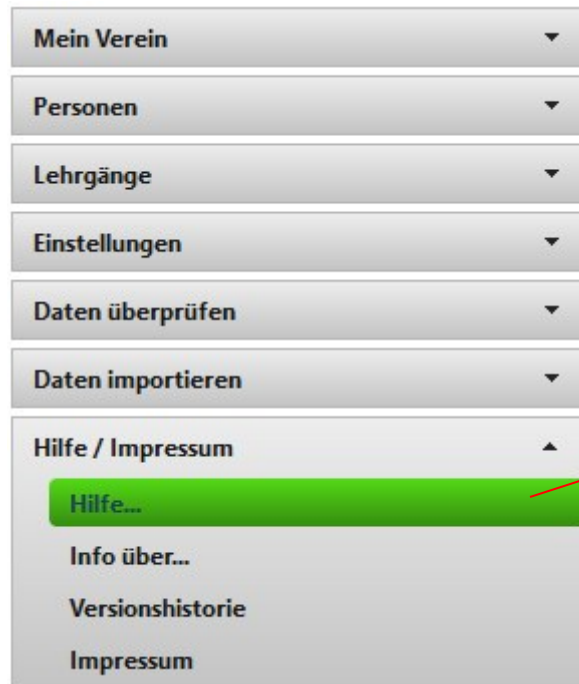 Mein Verein
Personen
Lehrgänge
Einstellungen
Daten überprüfen
Daten importieren
Hilfe / Impressum
Hilfe...
Info über...
Versionshistorie
Impressum